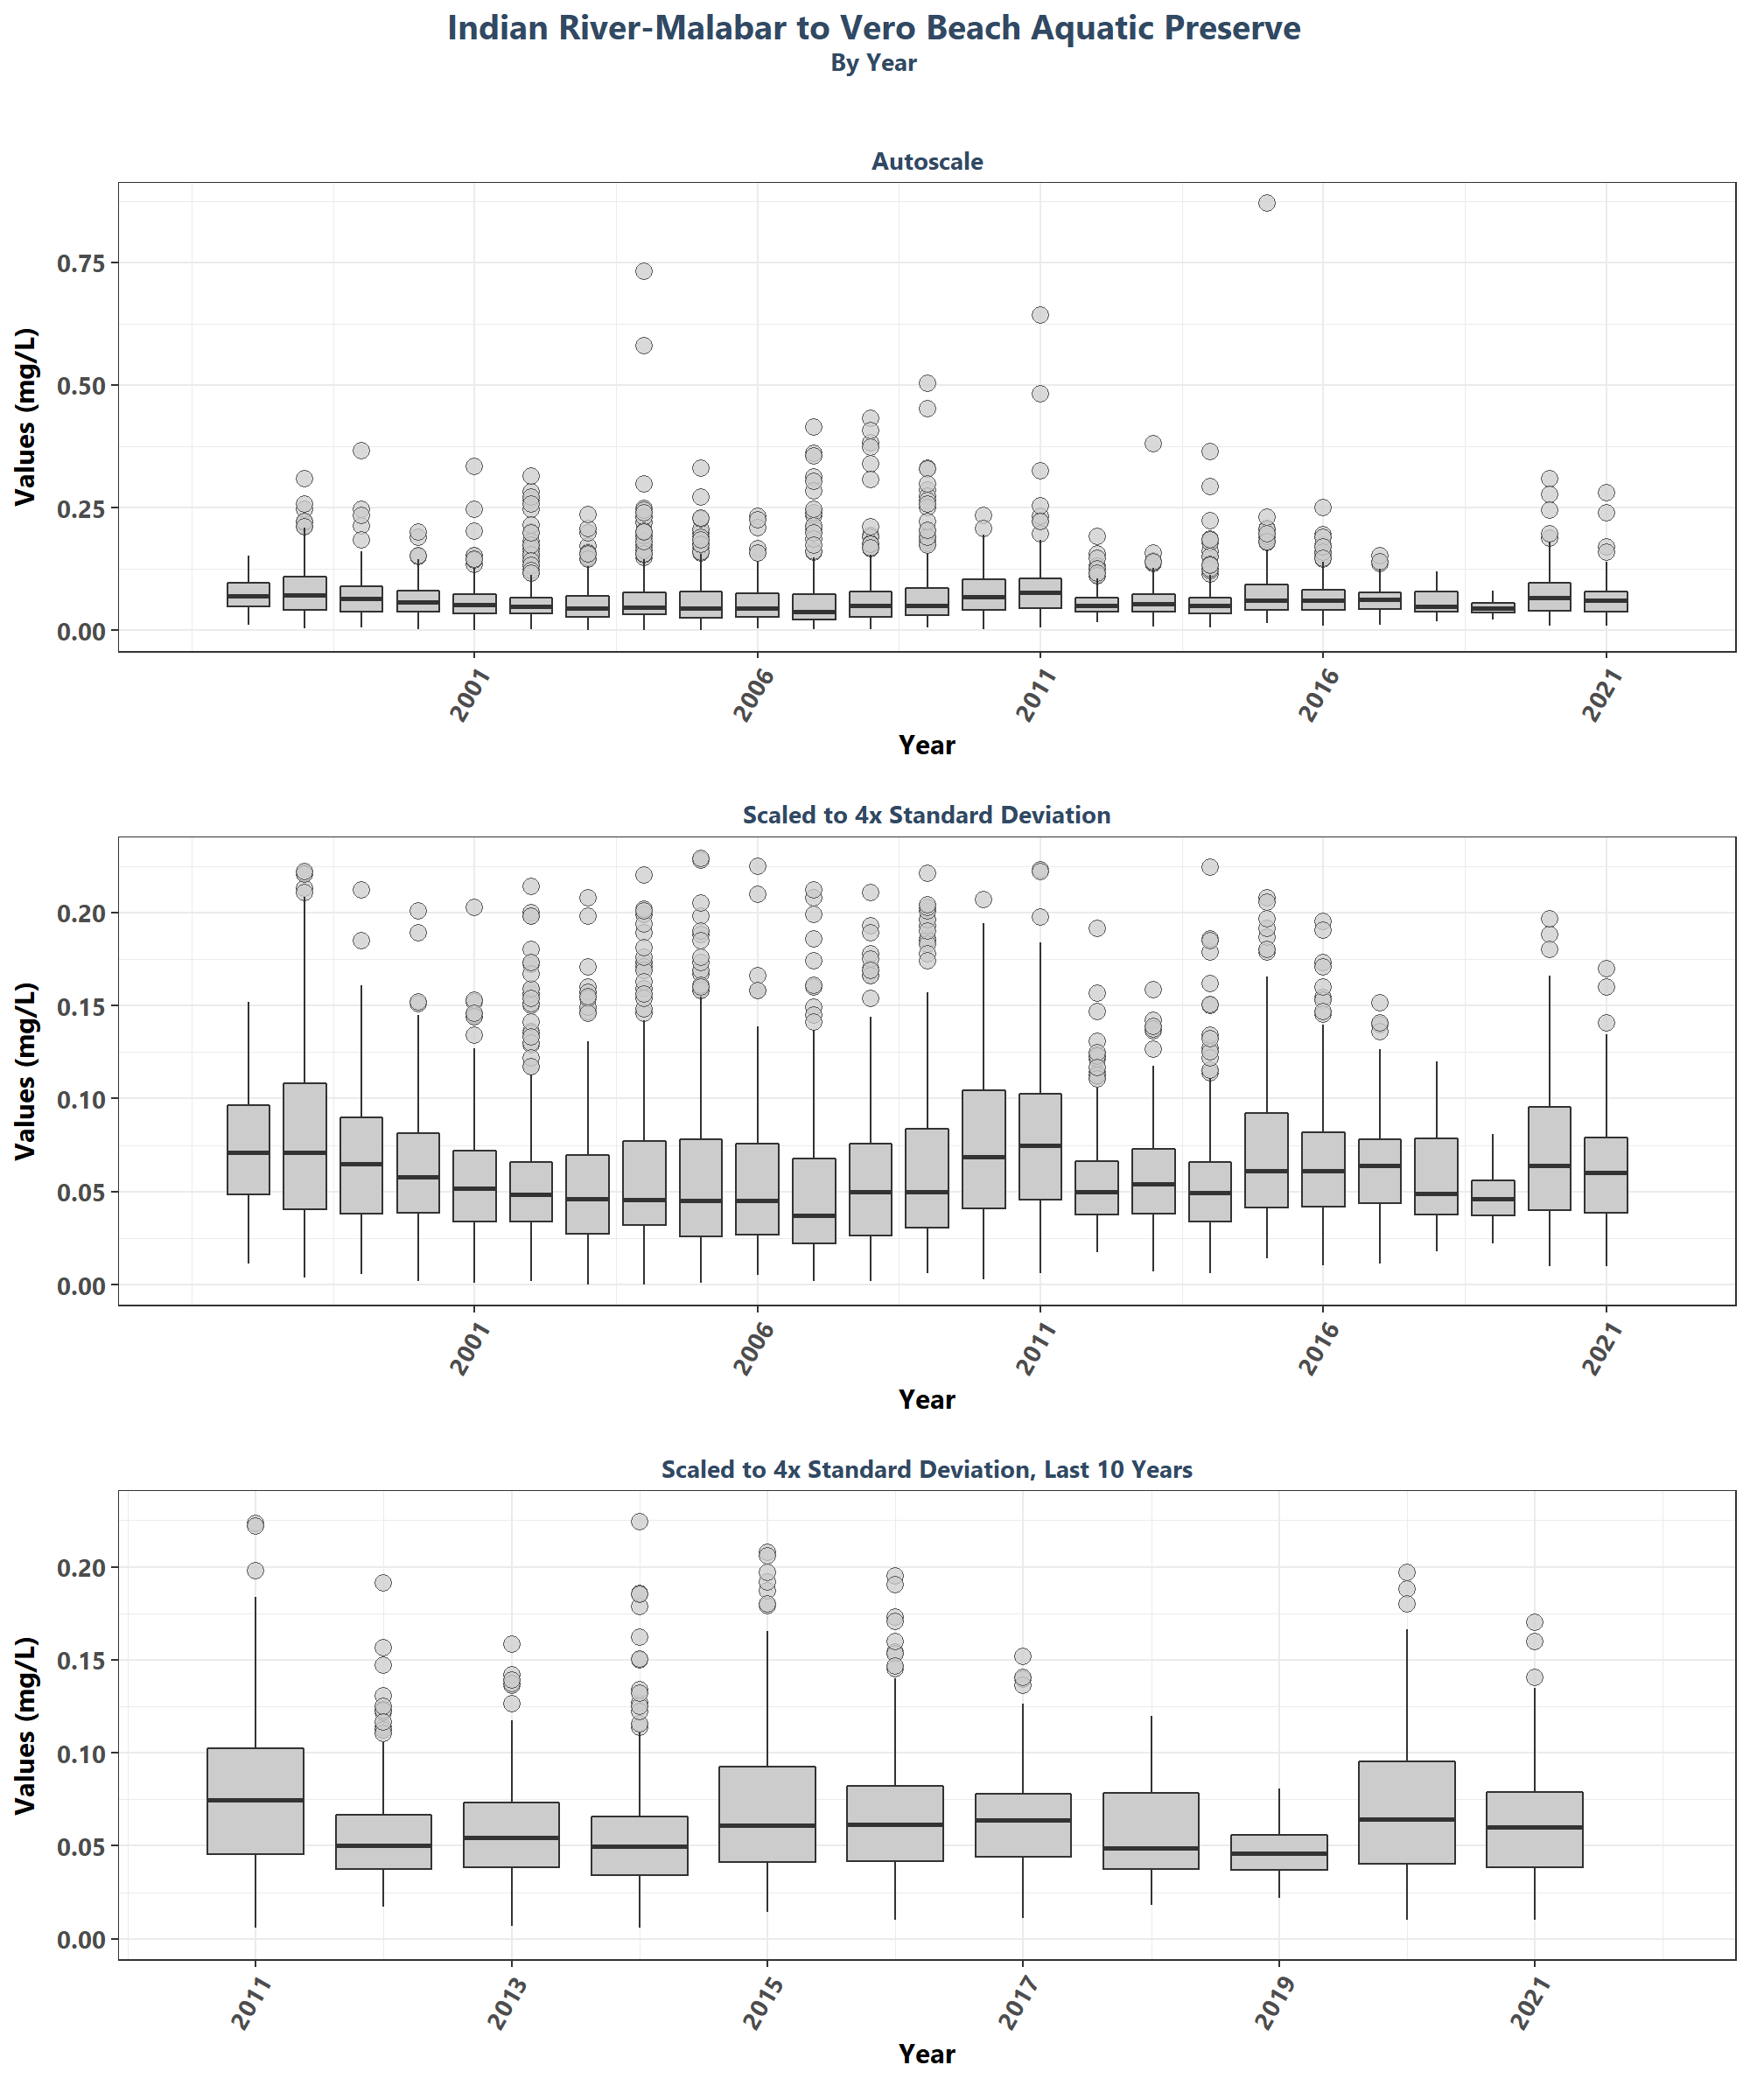 Indian River-Malabar to Vero Beach Aquatic Preserve
By Year
Autoscale
Values (mg/L)
0.75
0.50
0.25
0.00
2001
2006
2011
2016
2021
Year
Scaled to 4x Standard Deviation
Values (mg/L)
0.20
0.15
0.10
0.05
0.00
2001
2006
2011
2016
2021
Year
Scaled to 4x Standard Deviation, Last 10 Years
Values (mg/L)
0.20
0.15
0.10
0.05
0.00
2011
2013
2015
2017
2019
2021
Year